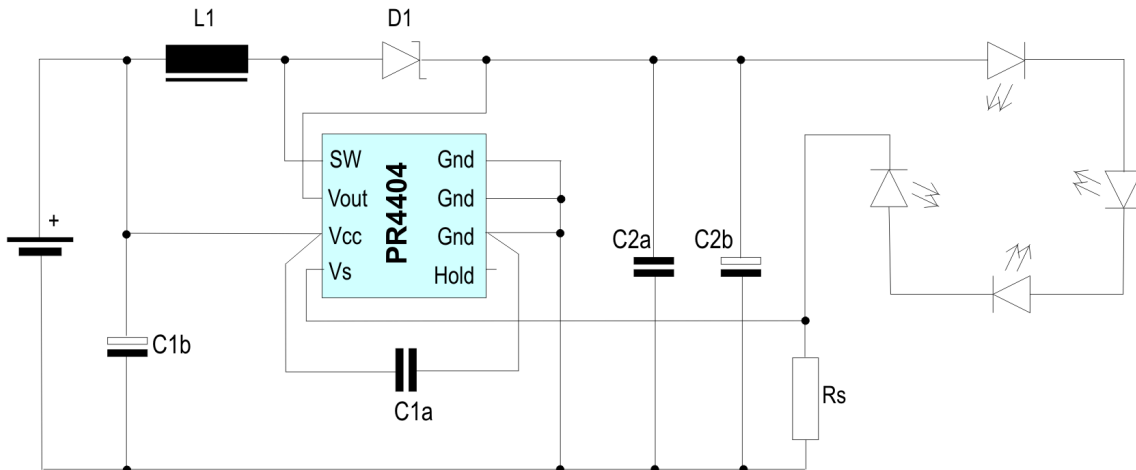 L1
D1
SW
Gnd
Vout
Gnd
PR4404
Vcc
Gnd
Vs
Hold
+
C2a
C2b
C1b
C1a
Rs